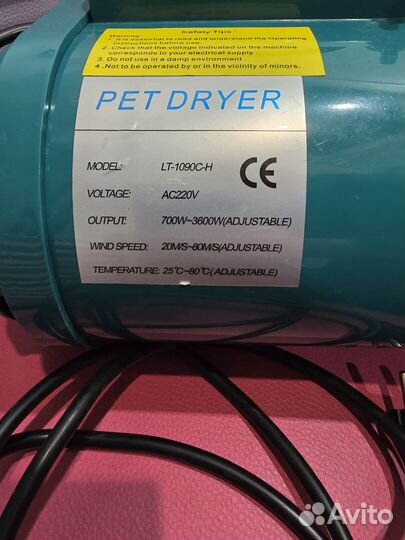 Safety Tips
Warning:
1. It is essential to read and understand the Operating
Instructions before use.
2. Check that the voltage indicated on the machine
corresponds to your electrical supply.
3. Do not use in a damp environment.
4. Not to be operated by or in the vicinity of minors.
PET DRYER
MODEL: LT-1090C-H
CE
VOLTAGE: AC220V
OUTPUT: 700W~3600W(ADJUSTABLE)
WIND SPEED: 20M/S~80M/S(ADJUSTABLE)
TEMPERATURE: 25℃~80℃(ADJUSTABLE)
Avito